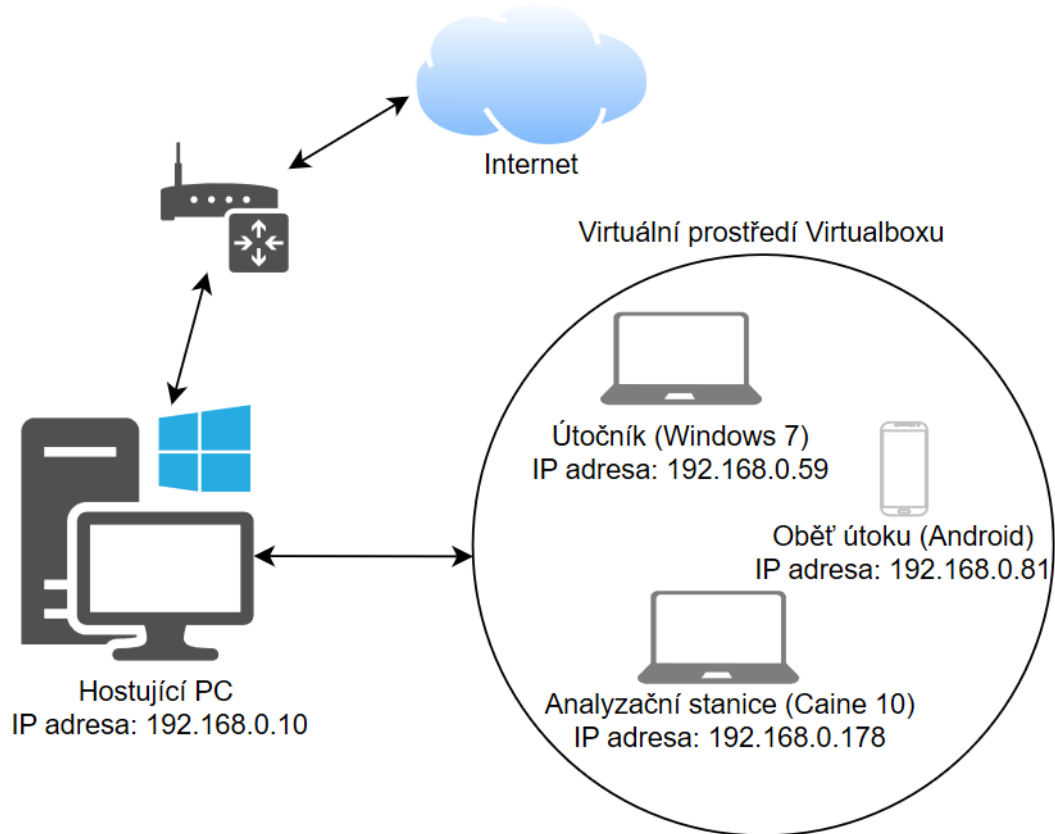 Internet
Virtuální prostředí Virtualboxu
Útočník (Windows 7)
IP adresa: 192.168.0.59
Oběť útoku (Android)
IP adresa: 192.168.0.81
Analyzační stanice (Caine 10)
IP adresa: 192.168.0.178
Hostující PC
IP adresa: 192.168.0.10